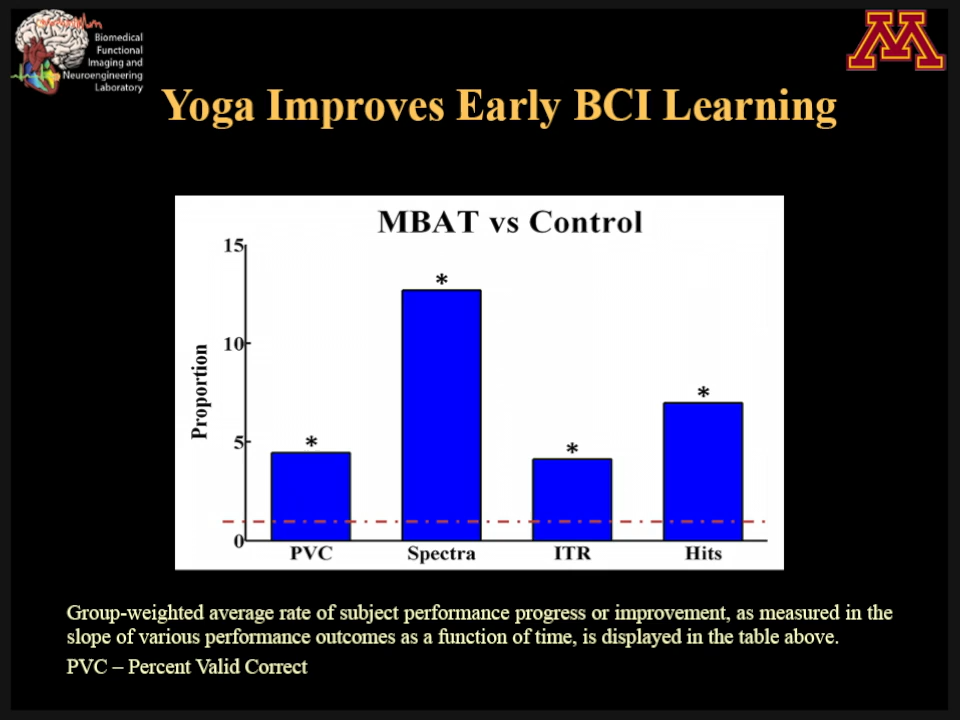 Biomedical
Functional
Imaging and
Neuroengineering
Laboratory
M
Yoga Improves Early BCI Learning
MBAT vs Control
15
10
5
0
Proportion
*
*
*
*
PVC
Spectra
ITR
Hits
Group-weighted average rate of subject performance progress or improvement, as measured in the
slope of various performance outcomes as a function of time, is displayed in the table above.
PVC – Percent Valid Correct